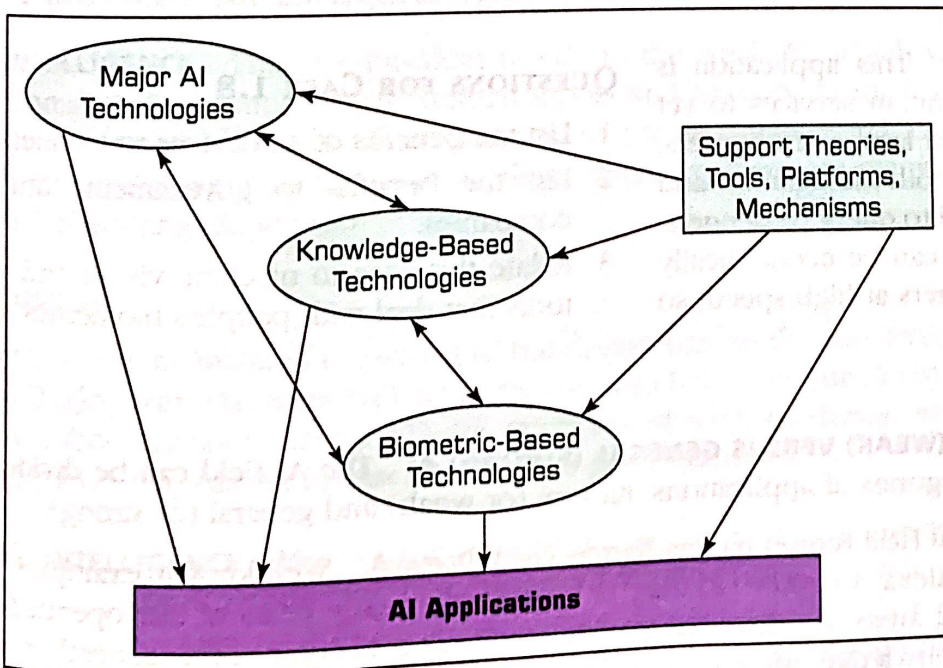 Major AI
Technologies
Support Theories,
Tools, Platforms,
Mechanisms
Knowledge-Based
Technologies
Biometric-Based
Technologies
AI Applications